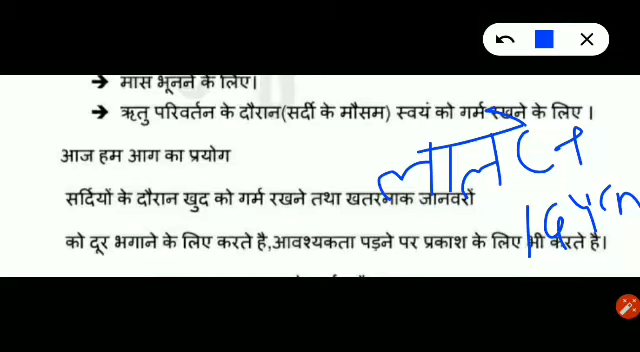 → मास भूनने के लिए।
→ ऋतु परिवर्तन के दौरान(सर्दी के मौसम) स्वयं को गर्म रखने के लिए ।
आज हम आग का प्रयोग
सर्दियों के दौरान खुद को गर्म रखने तथा खतरनाक जानवरों
को दूर भगाने के लिए करते है,आवश्यकता पड़ने पर प्रकाश के लिए भी करते है।